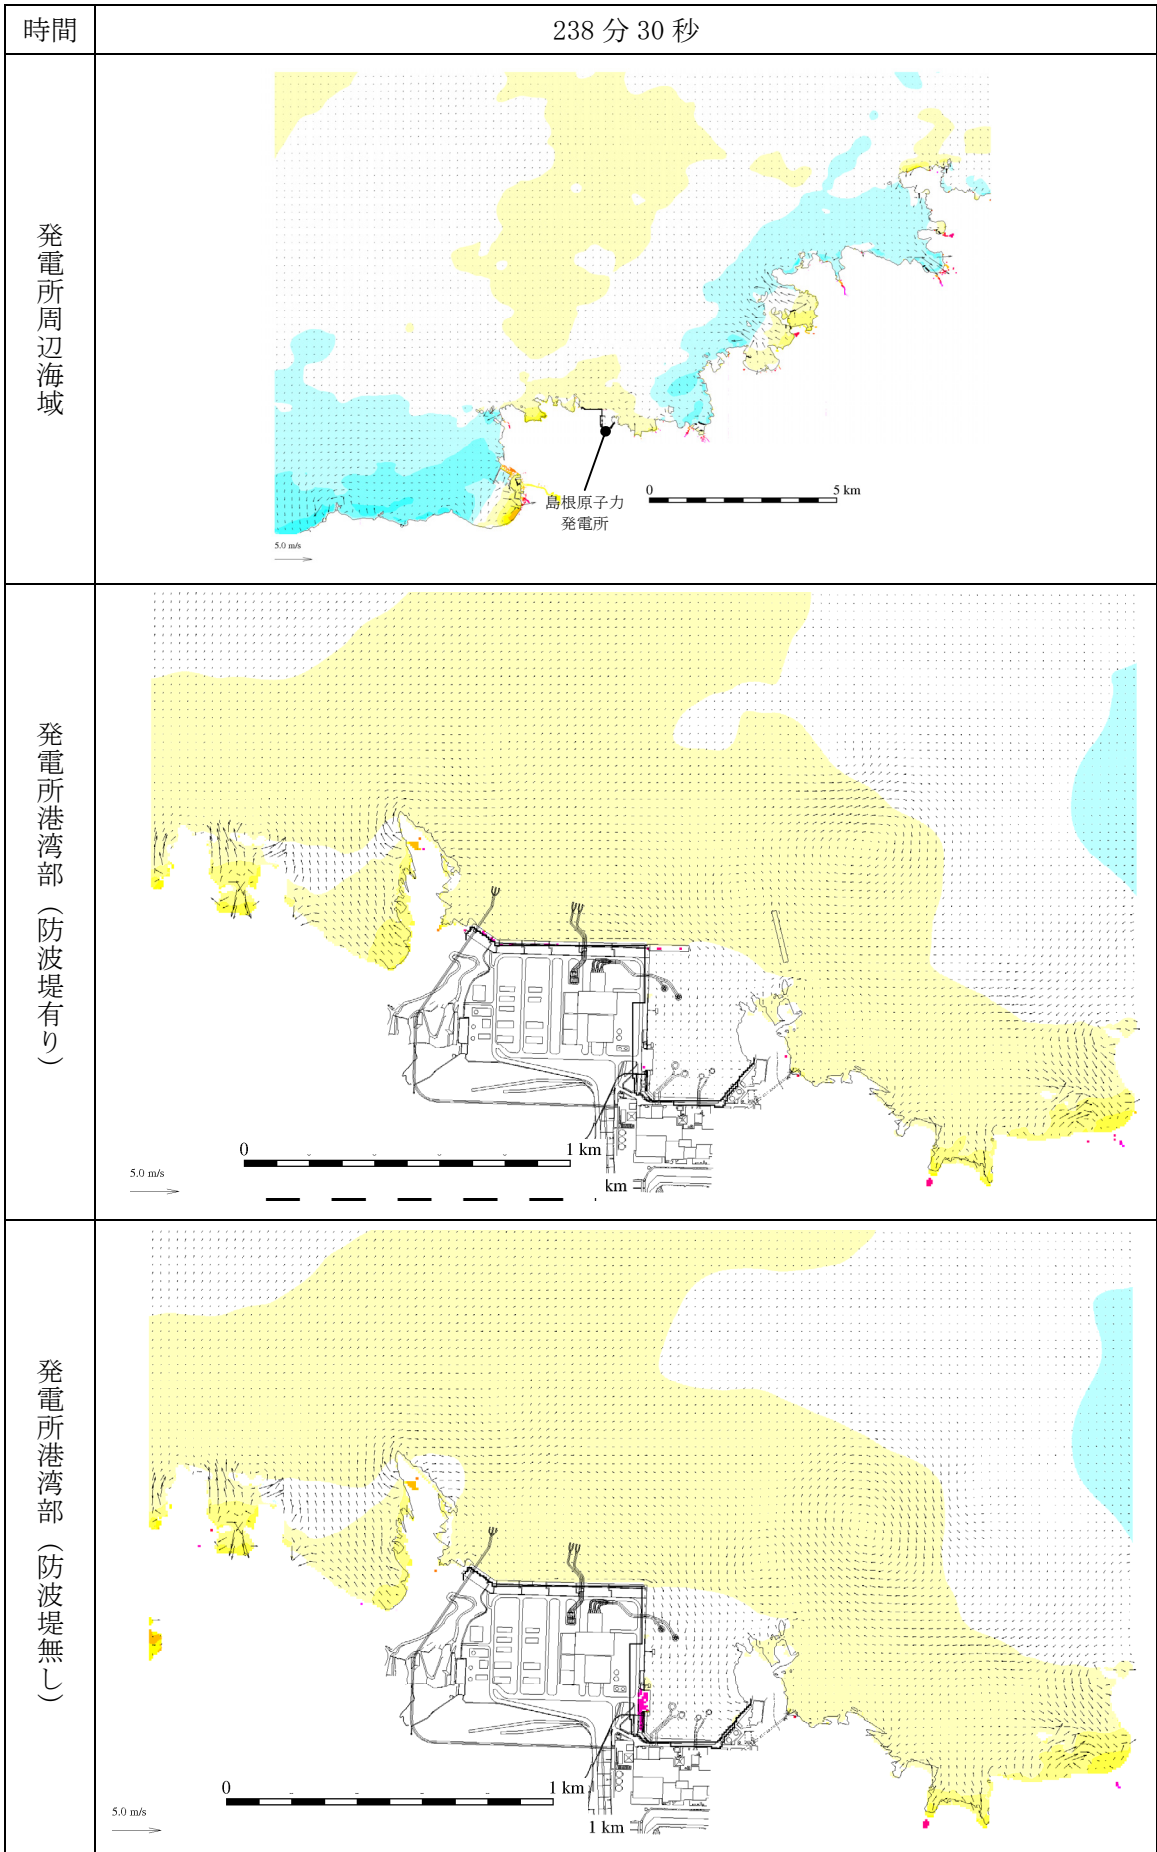 時間
238 分 30 秒
発電所周辺海域
島根原子力
発電所
0
5 km
5.0 m/s
発電所港湾部（防波堤有り）
0
1 km
km
5.0 m/s
発電所港湾部（防波堤無し）
0
1 km
1 km
5.0 m/s